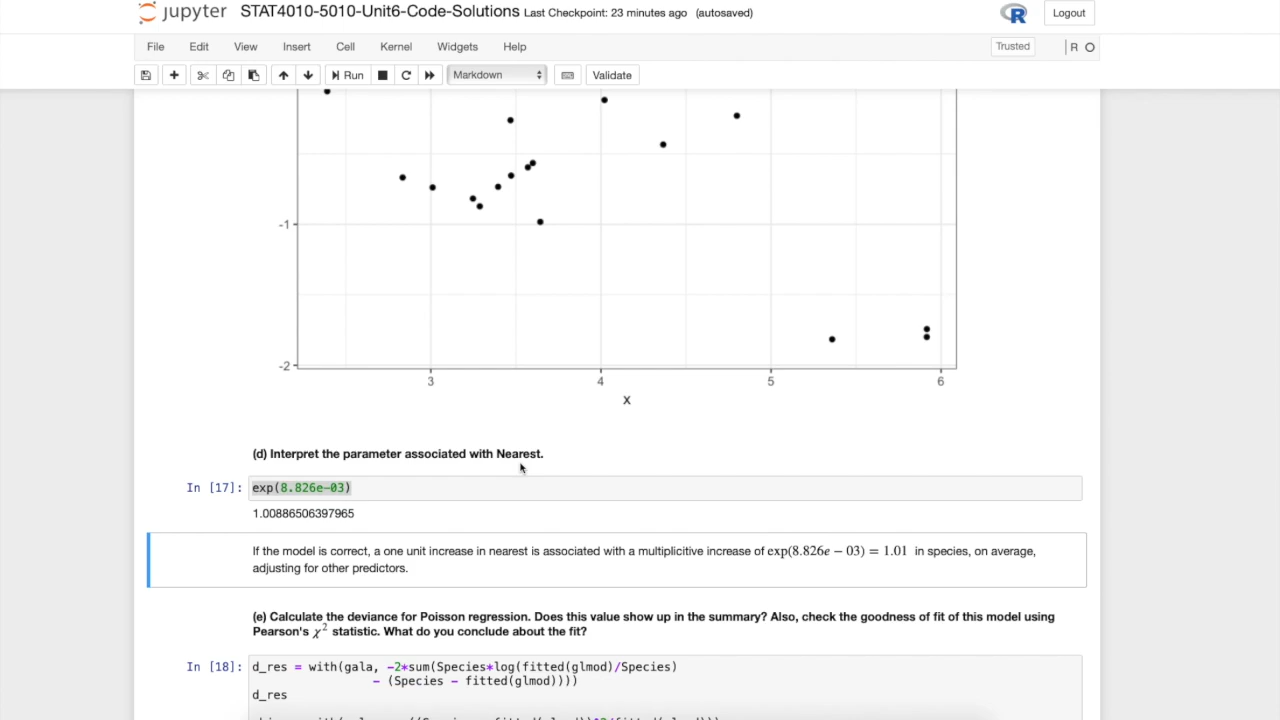 jupyter STAT4010-5010-Unit6-Code-Solutions Last Checkpoint: 23 minutes ago (autosaved) R Logout
File Edit View Insert Cell Kernel Widgets Help Trusted R
Run Markdown Validate
-1
-2
3 4 5 6
x
(d) Interpret the parameter associated with Nearest.
In [17]: exp(8.826e-03)
1.00886506397965
If the model is correct, a one unit increase in nearest is associated with a multiplicitive increase of exp(8.826e − 03) = 1.01 in species, on average,
adjusting for other predictors.
(e) Calculate the deviance for Poisson regression. Does this value show up in the summary? Also, check the goodness of fit of this model using
Pearson's χ² statistic. What do you conclude about the fit?
In [18]: d_res = with(gala, -2*sum(Species*log(fitted(glmod)/Species)
- (Species - fitted(glmod))))
d_res